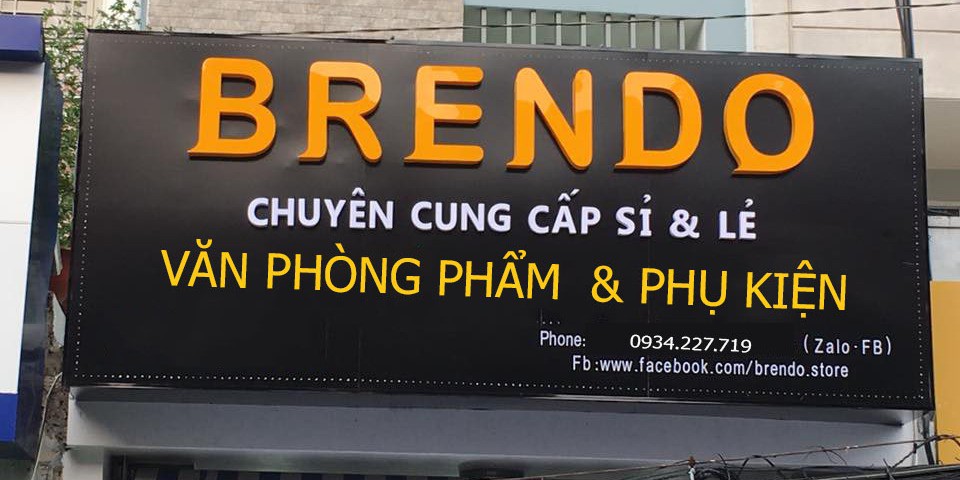 BRENDO
CHUYÊN CUNG CẤP SỈ & LẺ
VĂN PHÒNG PHẨM & PHỤ KIỆN
Phone: 0934.227.719 (Zalo-FB)
Fb:www.facebook.com/brendo.store